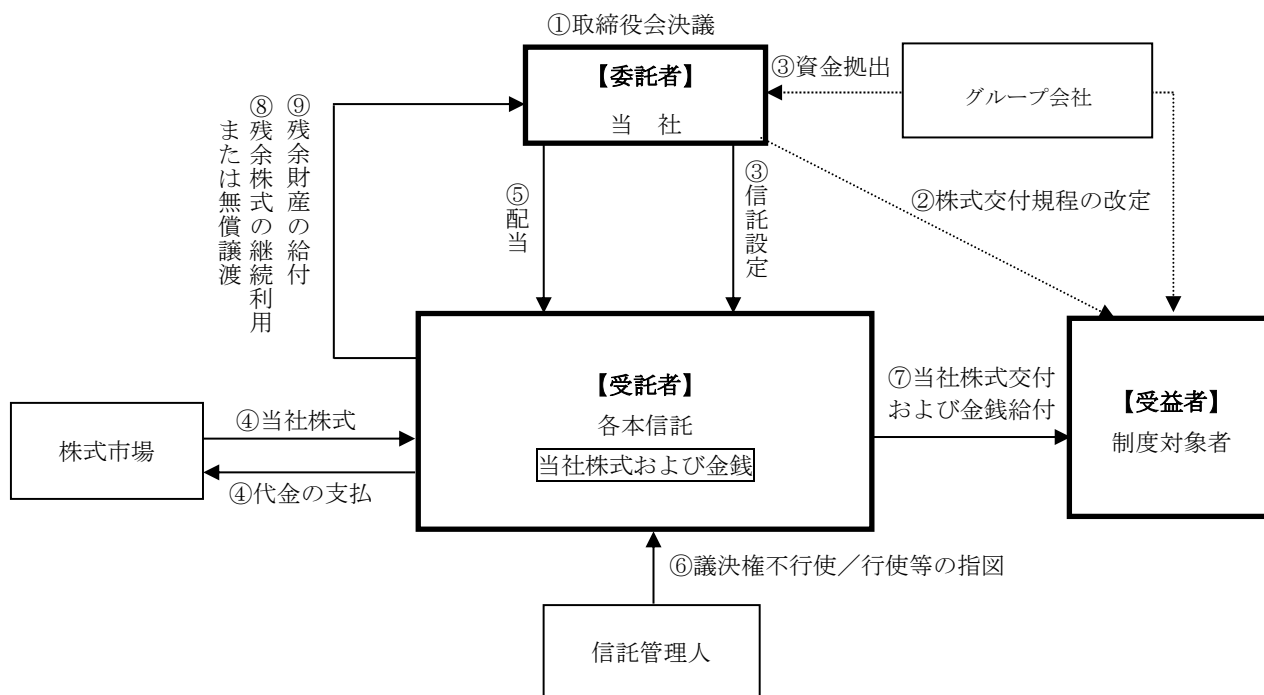 ①取締役会決議
【委託者】
当　社
③資金拠出
グループ会社
⑨残余財産の給付
⑧残余株式の継続利用
または無償譲渡
⑤配当
③信託設定
②株式交付規程の改定
【受託者】
各本信託
当社株式および金銭
⑦当社株式交付
および金銭給付
【受益者】
制度対象者
株式市場
④当社株式
④代金の支払
⑥議決権不行使／行使等の指図
信託管理人